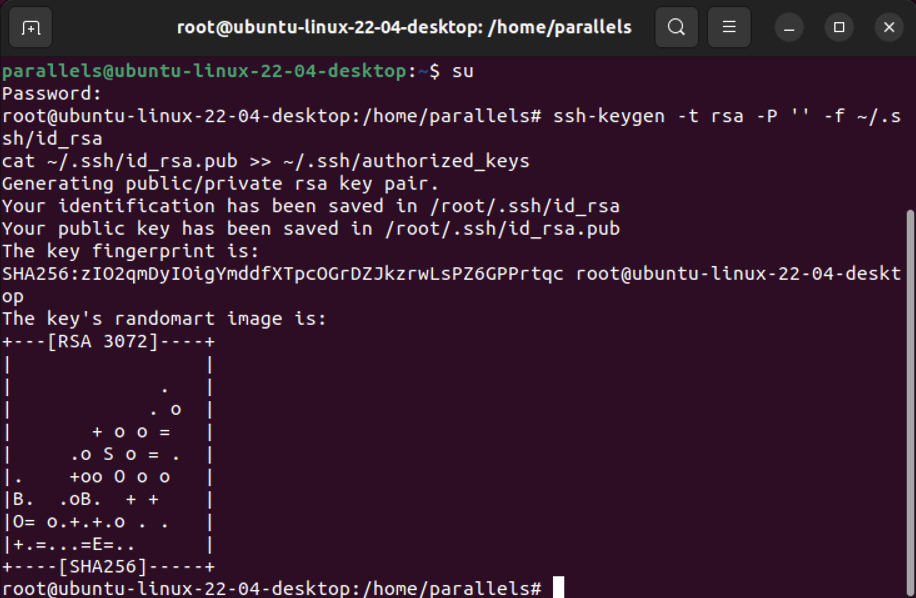 root@ubuntu-linux-22-04-desktop: /home/parallels
parallels@ubuntu-linux-22-04-desktop:~$ su
Password:
root@ubuntu-linux-22-04-desktop:/home/parallels# ssh-keygen -t rsa -P '' -f ~/.s
sh/id_rsa
cat ~/.ssh/id_rsa.pub >> ~/.ssh/authorized_keys
Generating public/private rsa key pair.
Your identification has been saved in /root/.ssh/id_rsa
Your public key has been saved in /root/.ssh/id_rsa.pub
The key fingerprint is:
SHA256:zIO2qmDyIOigYmddfXTpcOGrDZJkzrwLsPZ6GPPrtqc root@ubuntu-linux-22-04-deskt
op
The key's randomart image is:
+---[RSA 3072]----+
|                 |
|             .   |
|            . o  |
|       + o o =   |
|     .o S o = .  |
|.    +oo O o o   |
|B.  .oB.  + +    |
|O= o.+.+.o . .   |
|+.=...=E=..      |
+----[SHA256]-----+
root@ubuntu-linux-22-04-desktop:/home/parallels#